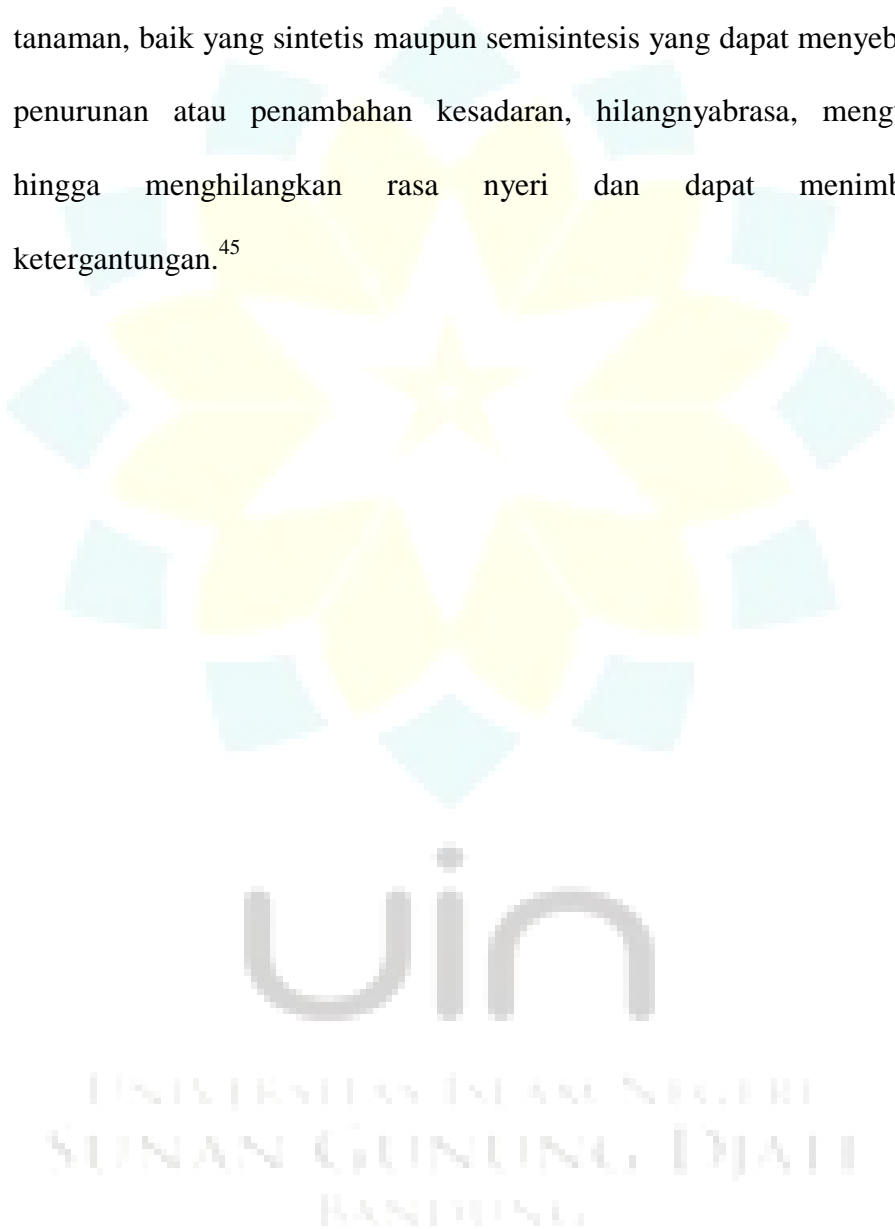 tanaman, baik yang sintetis maupun semisintesis yang dapat menyeb
penurunan atau penambahan kesadaran, hilangnyabrasa, meng
hingga menghilangkan rasa nyeri dan dapat menimb
ketergantungan.45
uin
UNIVERSITAS ISLAM NEGERI
SUNAN GUNUNG DJATI
BANDUNG